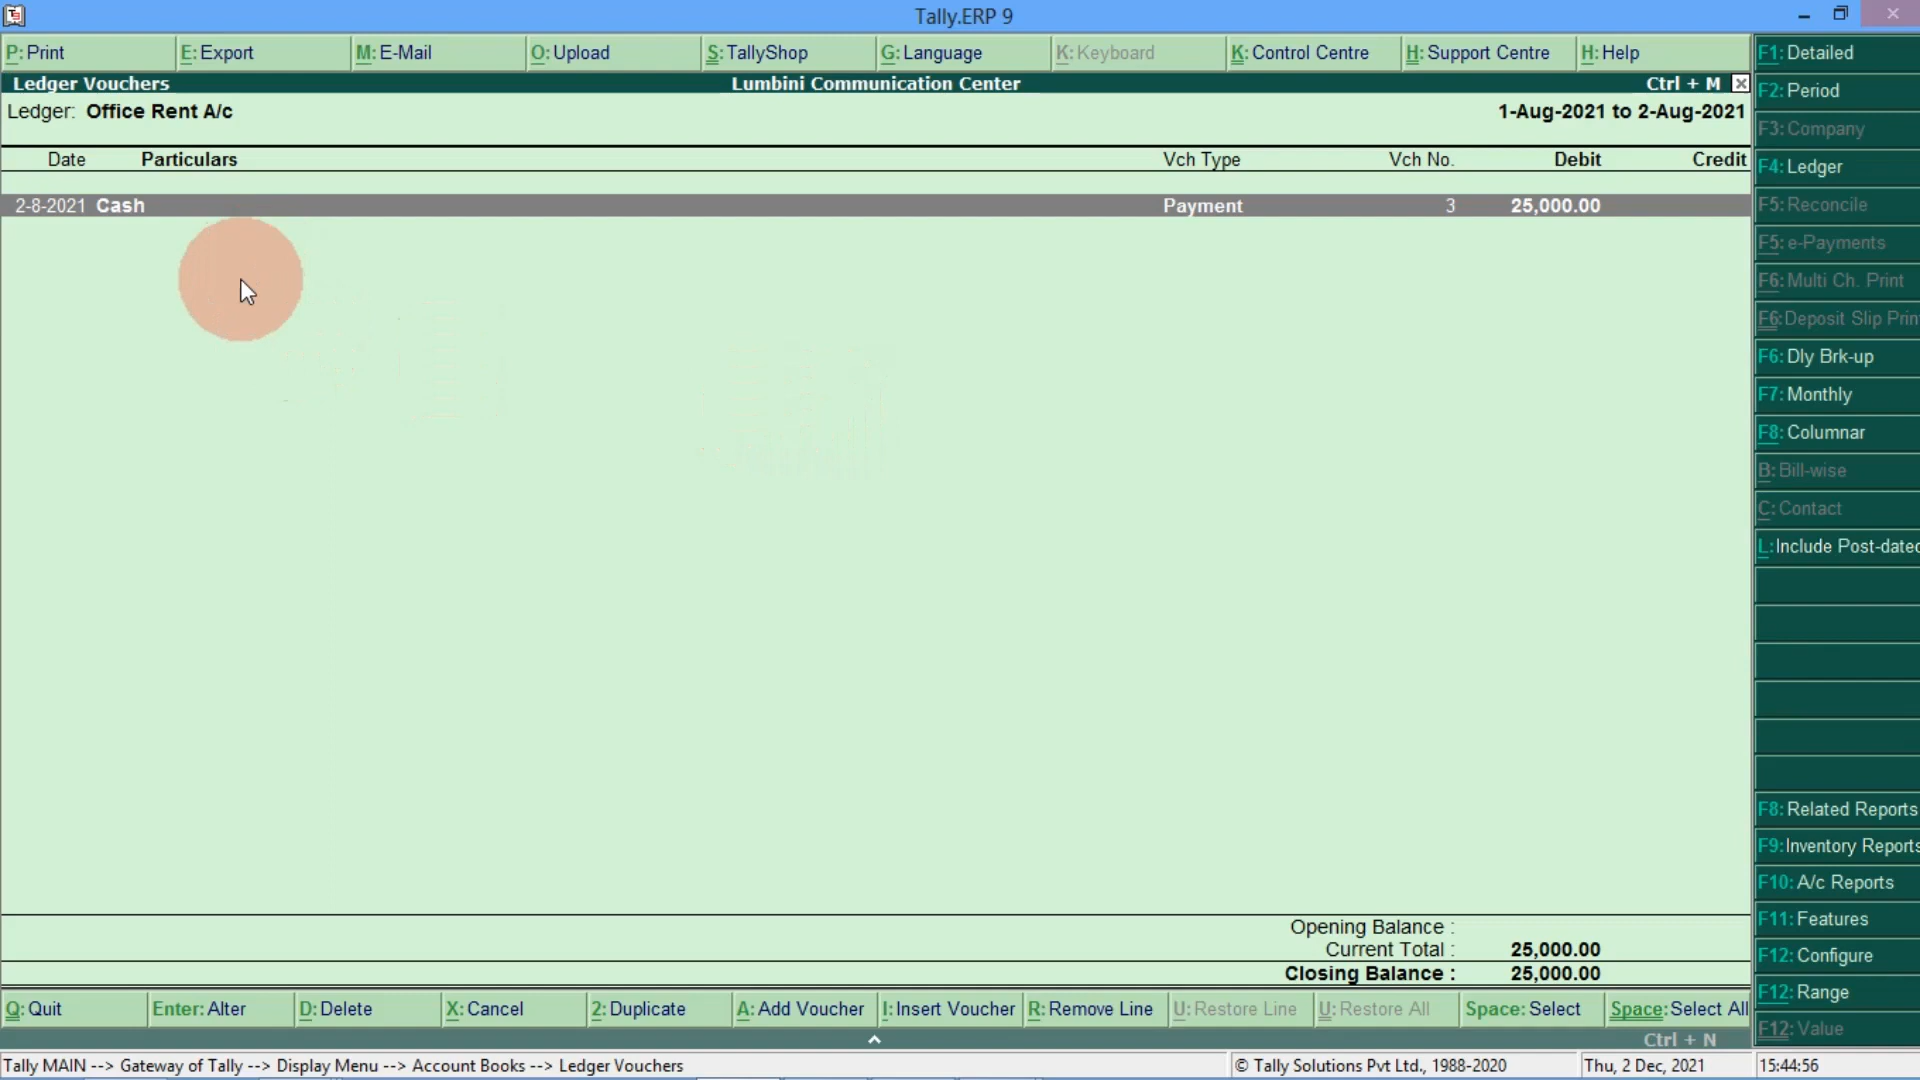 Tally.ERP 9
P: Print E: Export M: E-Mail O: Upload S: TallyShop G: Language K: Keyboard K: Control Centre H: Support Centre H: Help
Ledger Vouchers Lumbini Communication Center Ctrl + M
Ledger: Office Rent A/c 1-Aug-2021 to 2-Aug-2021
Date Particulars Vch Type Vch No. Debit Credit
2-8-2021 Cash Payment 3 25,000.00
Opening Balance :
Current Total : 25,000.00
Closing Balance : 25,000.00
F1: Detailed
F2: Period
F3: Company
F4: Ledger
F5: Reconcile
F5: e-Payments
F6: Multi Ch. Print
F6: Deposit Slip Prin
F6: Dly Brk-up
F7: Monthly
F8: Columnar
B: Bill-wise
C: Contact
L: Include Post-dated
F8: Related Reports
F9: Inventory Reports
F10: A/c Reports
F11: Features
F12: Configure
F12: Range
F12: Value
Q: Quit Enter: Alter D: Delete X: Cancel 2: Duplicate A: Add Voucher I: Insert Voucher R: Remove Line U: Restore Line U: Restore All Space: Select Space: Select All
Ctrl + N
Tally MAIN --> Gateway of Tally --> Display Menu --> Account Books --> Ledger Vouchers © Tally Solutions Pvt Ltd., 1988-2020 Thu, 2 Dec, 2021 15:44:56